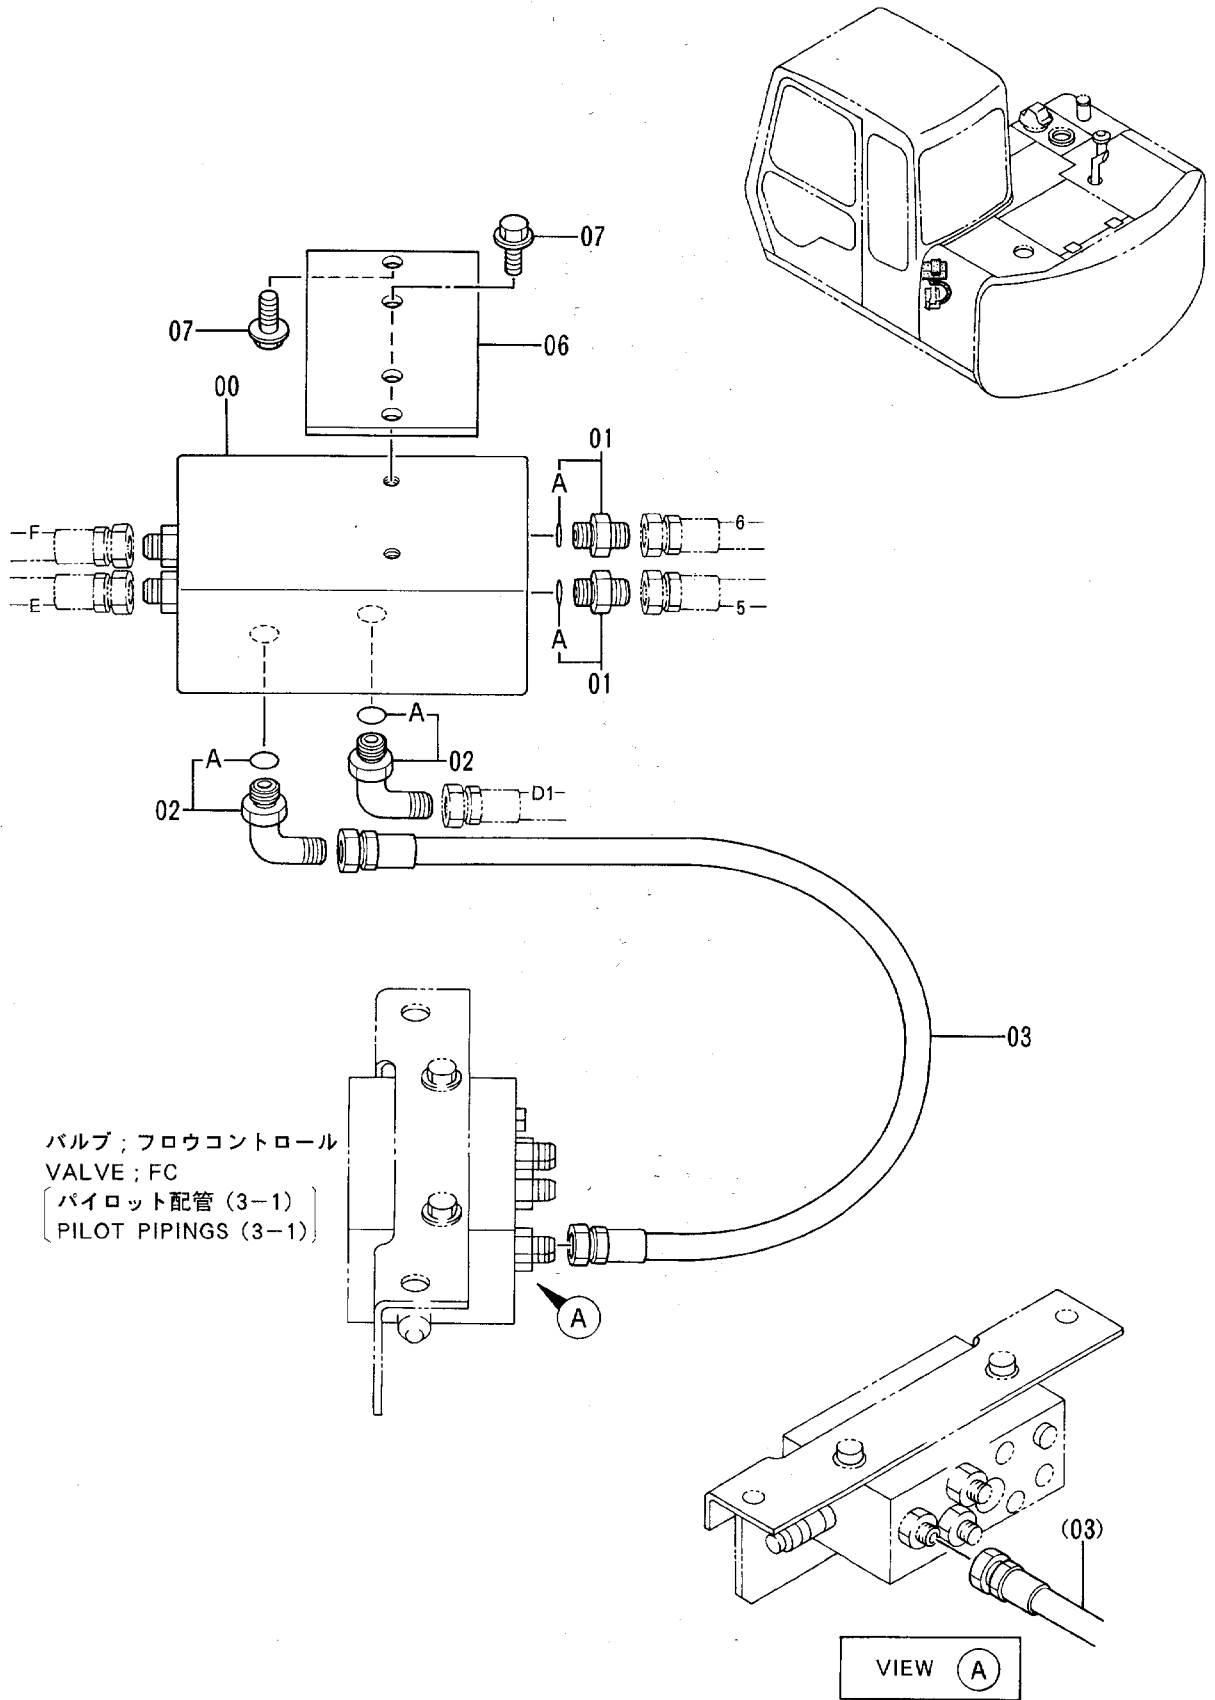 07
07
06
00
01
A
F
6
E
5
A
01
A
02
A
02
D1
03
バルブ；フロウコントロール
VALVE；FC
パイロット配管（3－1）
PILOT PIPINGS（3－1）
A
(03)
VIEW A